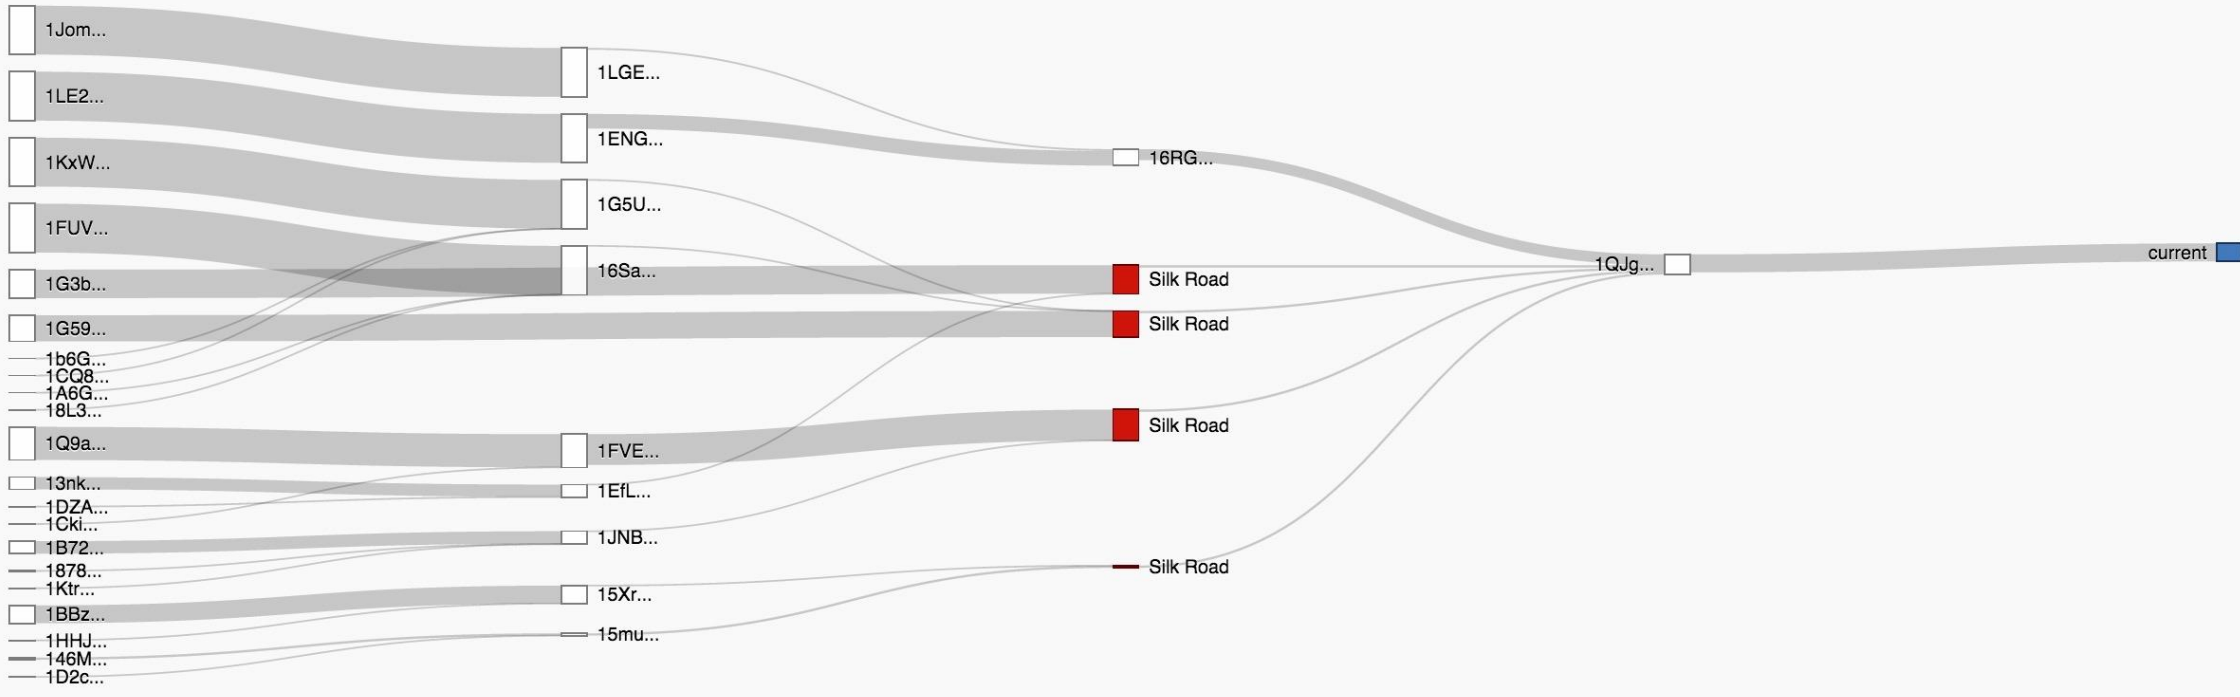 1Jom...
1LE2...
1KxW...
1FUV...
1G3b...
1G59...
1b6G...
1CQ8...
1A6G...
18L3...
1Q9a...
13nk...
1DZA...
1Cki...
1B72...
1878...
1Ktr...
1BBz...
1HHJ...
146M...
1D2c...
1LGE...
1ENG...
1G5U...
16Sa...
1FVE...
1EfL...
1JNB...
15Xr...
15mu...
16RG...
Silk Road
Silk Road
Silk Road
Silk Road
1QJg...
current